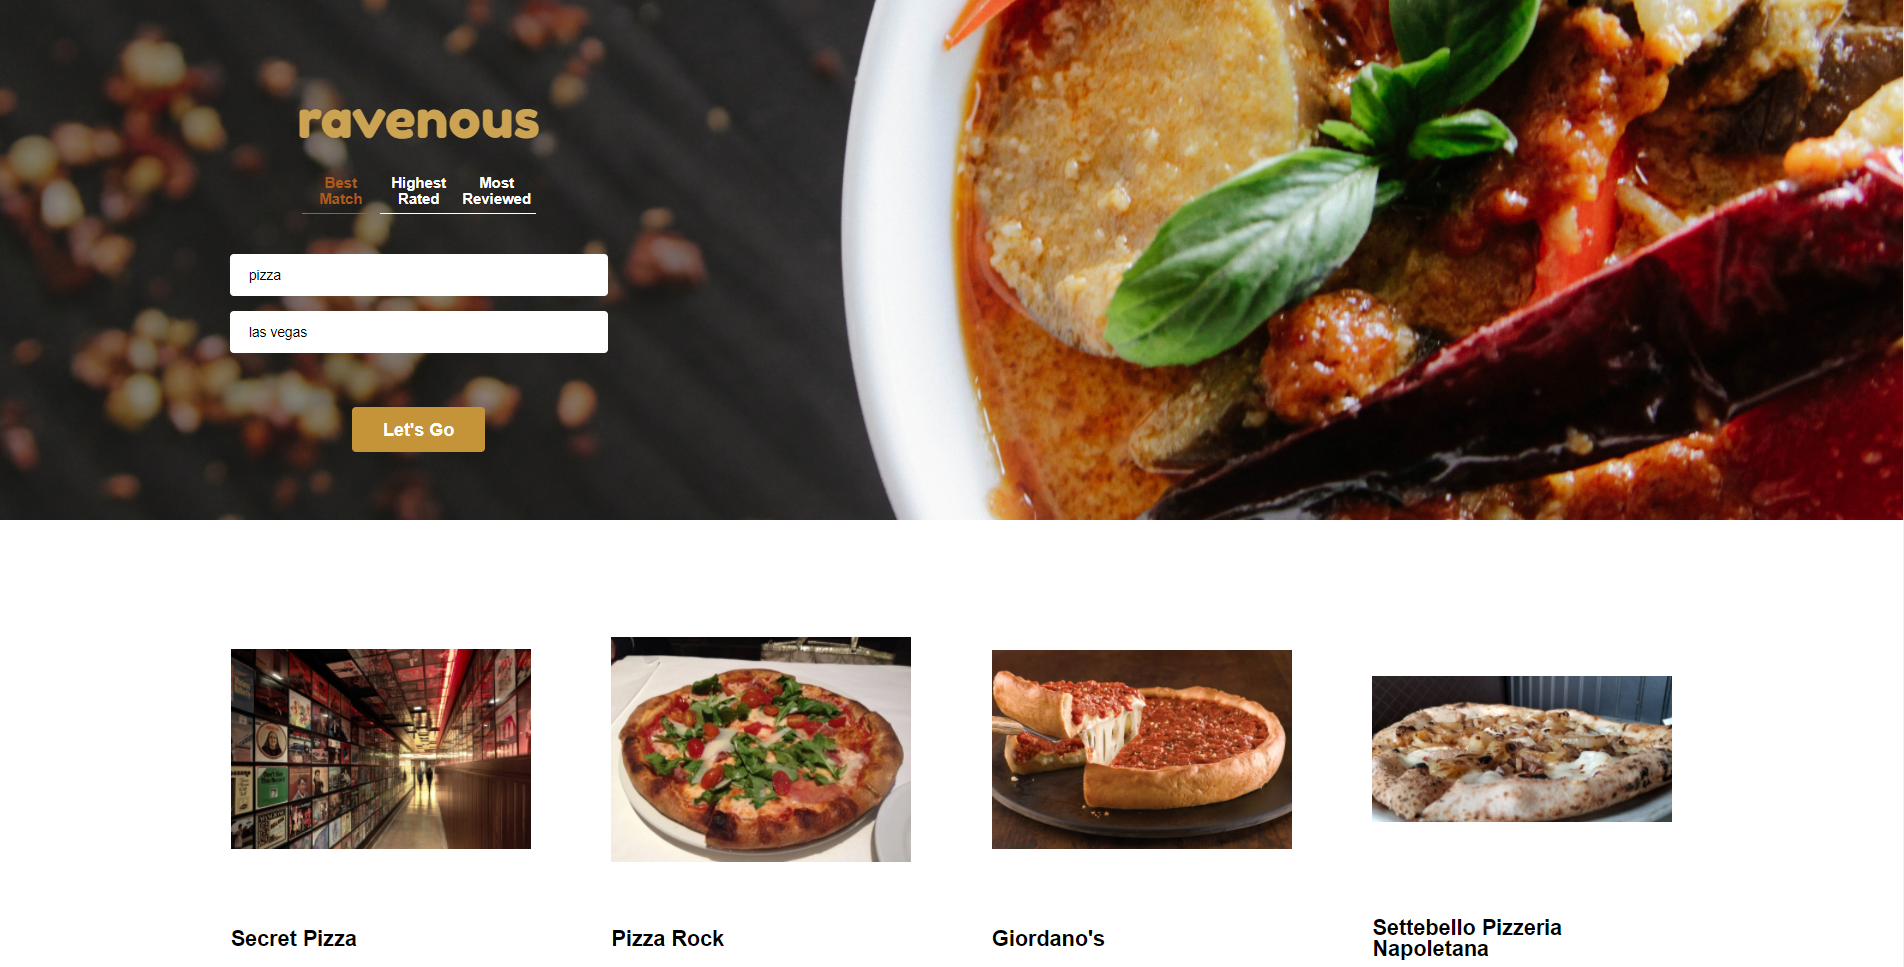 ravenous
Best
Match
Highest
Rated
Most
Reviewed
pizza
las vegas
Let's Go
Secret Pizza
Pizza Rock
Giordano's
Settebello Pizzeria
Napoletana